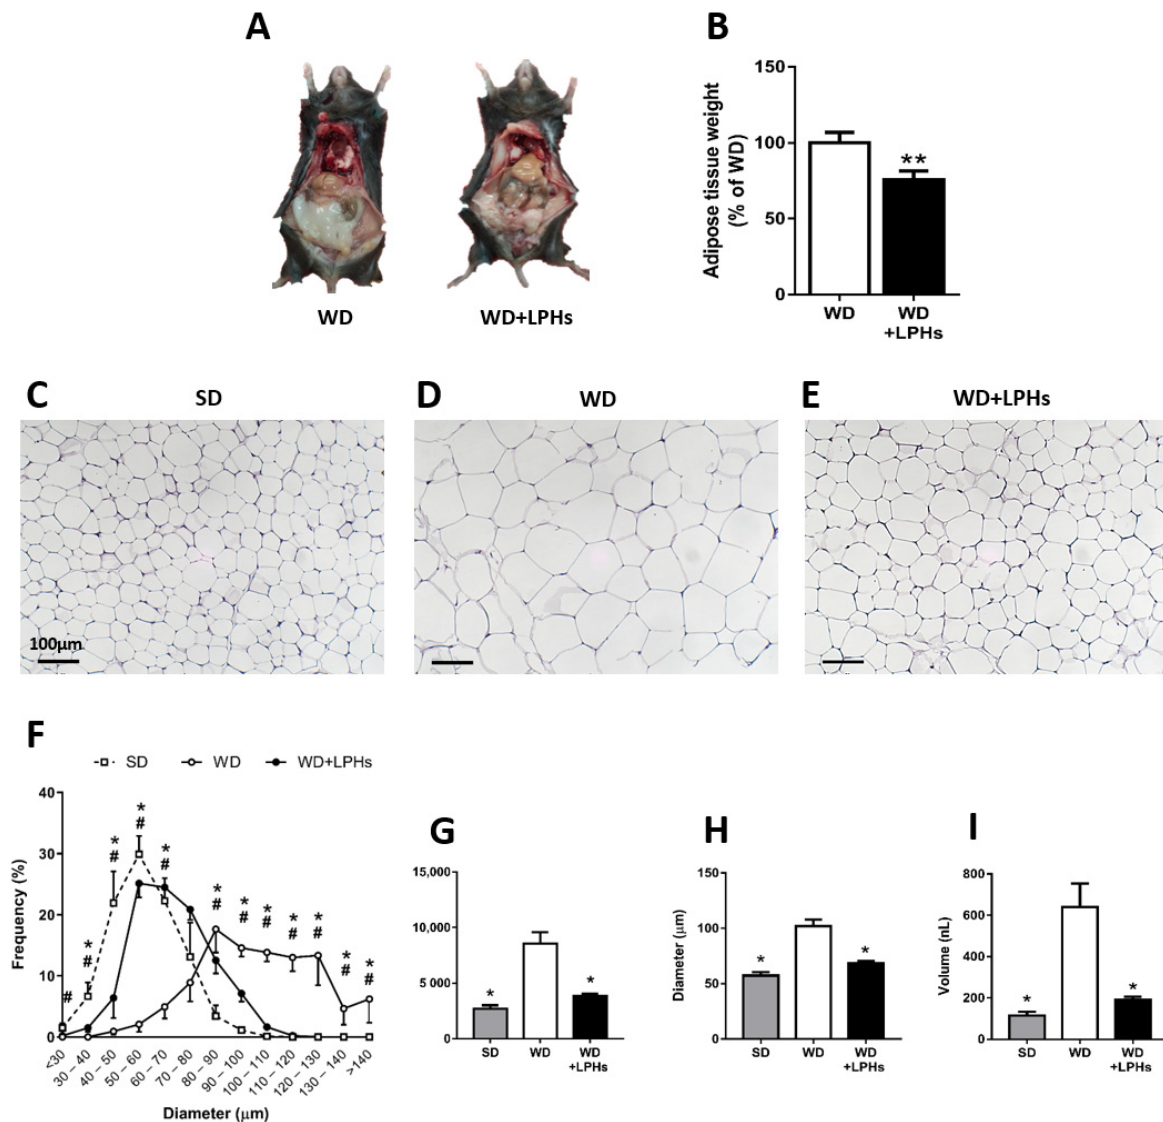 A
WD
WD+LPHs
B
Adipose tissue weight
(% of WD)
150
100
50
0
**
WD
WD
+LPHs
C
SD
100µm
D
WD
E
WD+LPHs
F
SD
WD
WD+LPHs
Frequency (%)
40
30
20
10
0
#
*
#
*
#
*
#
*
#
*
#
*
#
*
#
*
#
*
#
*
#
*
#
<30
30 – 40
40 – 50
50 – 60
60 – 70
70 – 80
80 – 90
90 – 100
100 – 110
110 – 120
120 – 130
130 – 140
>140
Diameter (µm)
G
15,000
10,000
5 000
0
*
*
SD
WD
WD
+LPHs
H
Diameter (µm)
150
100
50
0
*
*
SD
WD
WD
+LPHs
I
Volume (nL)
800
600
400
200
0
*
*
SD
WD
WD
+LPHs